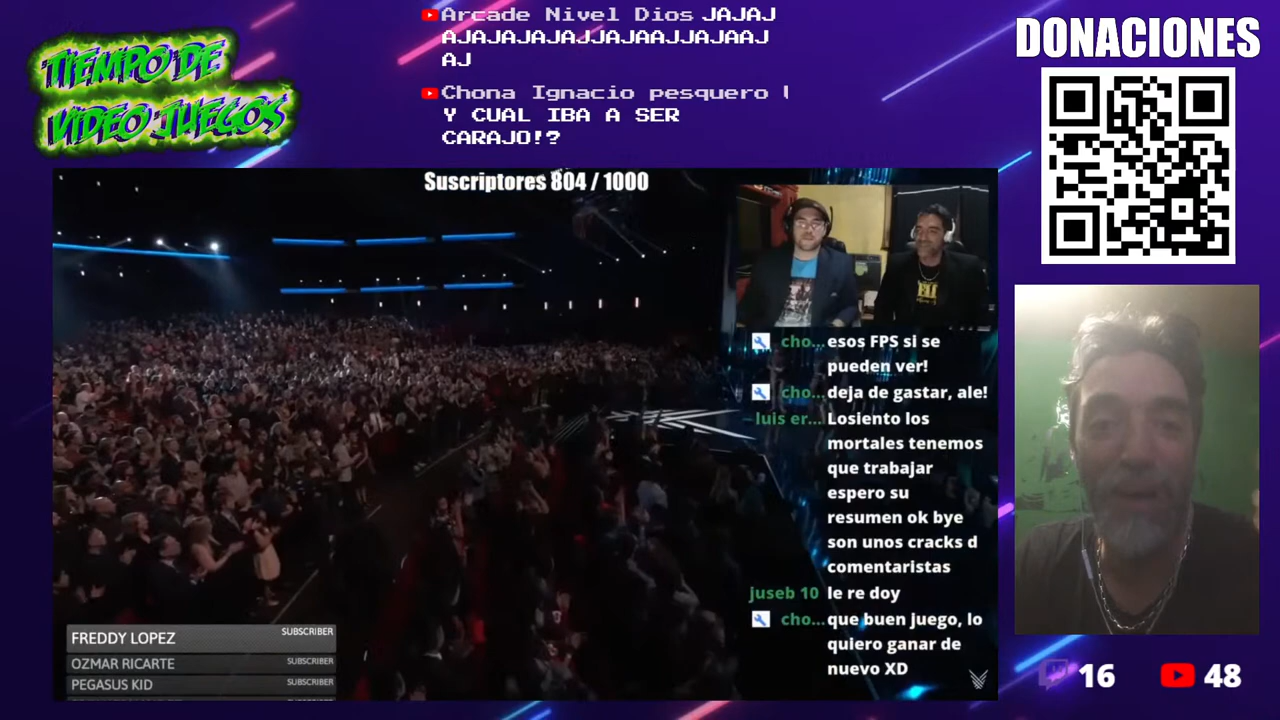 TIEMPO DE
VIDEO JUEGOS
Arcade Nivel Dios JAJAJ
AJAJAJAJAJJAJAAJJAJAAJ
AJ
Chona Ignacio pesquero
Y CUAL IBA A SER
CARAJO!?
DONACIONES
Suscriptores 804 / 1000
cho... esos FPS si se
pueden ver!
cho... deja de gastar, ale!
luis er... Losiento los
mortales tenemos
que trabajar
espero su
resumen ok bye
son unos cracks d
comentaristas
juseb 10 le re doy
cho... que buen juego, lo
quiero ganar de
nuevo XD
FREDDY LOPEZ SUBSCRIBER
OZMAR RICARTE SUBSCRIBER
PEGASUS KID SUBSCRIBER
16 48